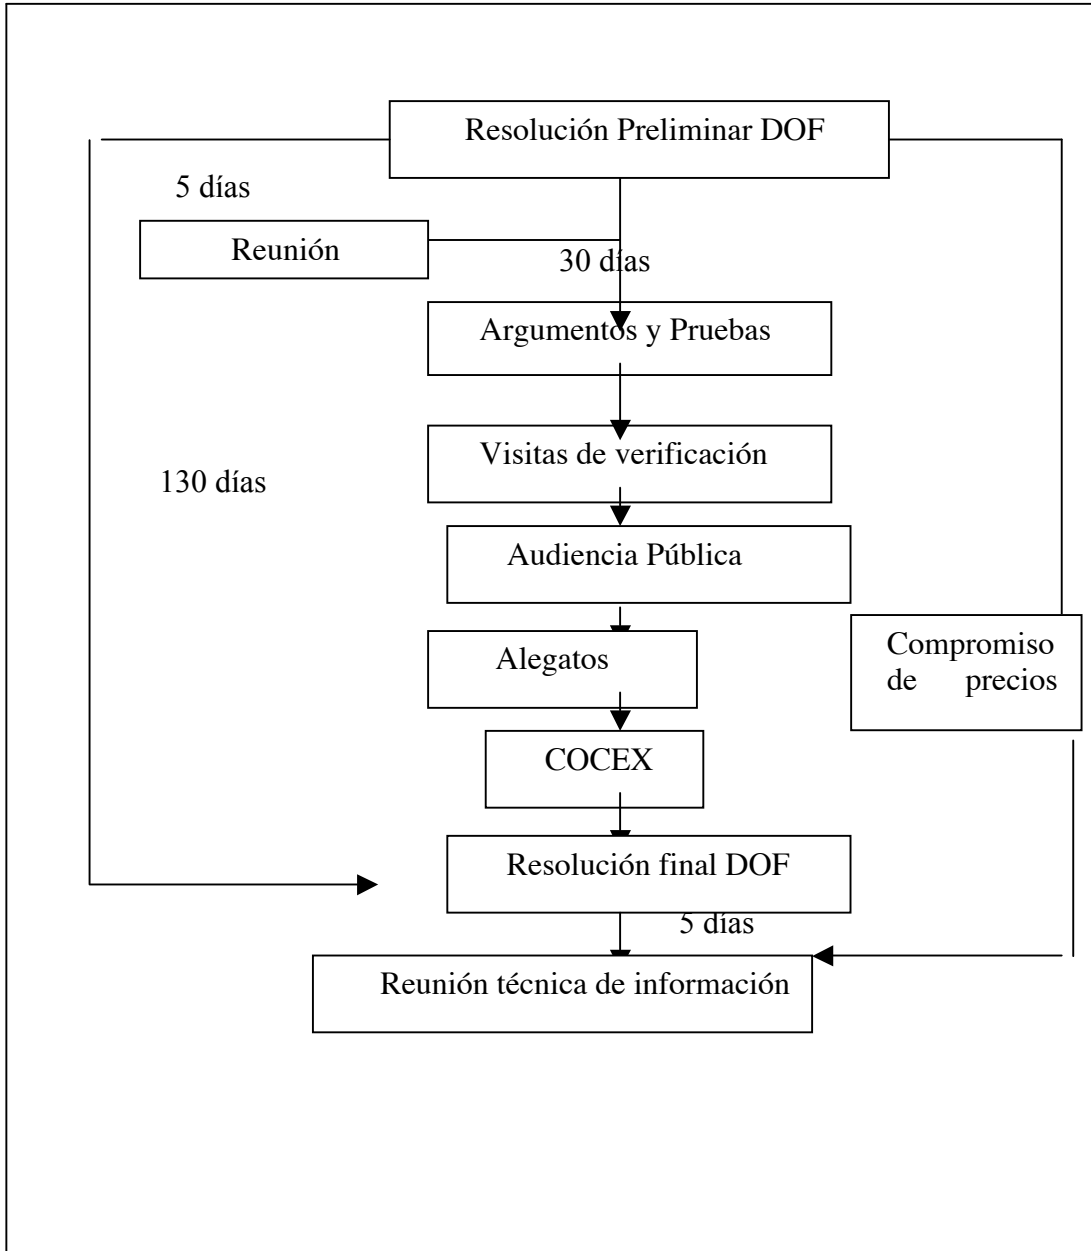 Resolución Preliminar DOF
5 días
Reunión
30 días
Argumentos y Pruebas
Visitas de verificación
130 días
Audiencia Pública
Alegatos
Compromiso
de precios
COCEX
Resolución final DOF
5 días
Reunión técnica de información